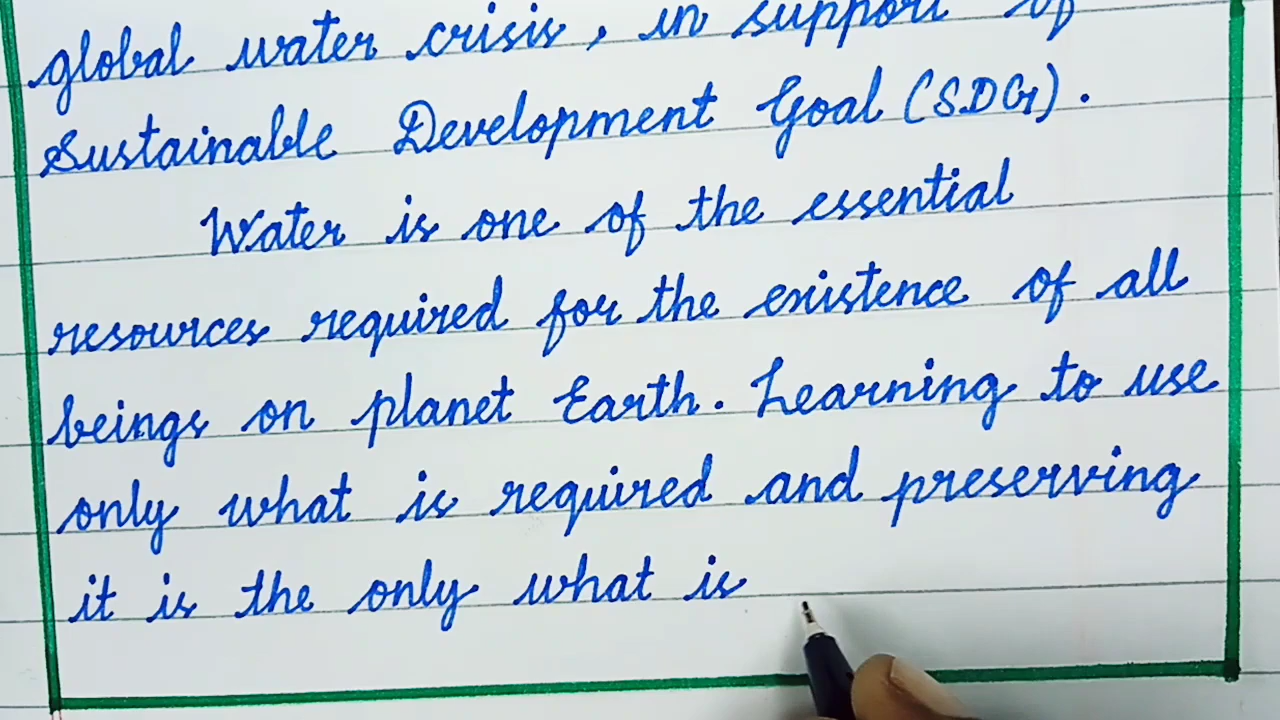 global water crisis, in support of
Sustainable Development Goal (SDG).
Water is one of the essential
resources required for the existence of all
beings on planet Earth. Learning to use
only what is required and preserving
it is the only what is